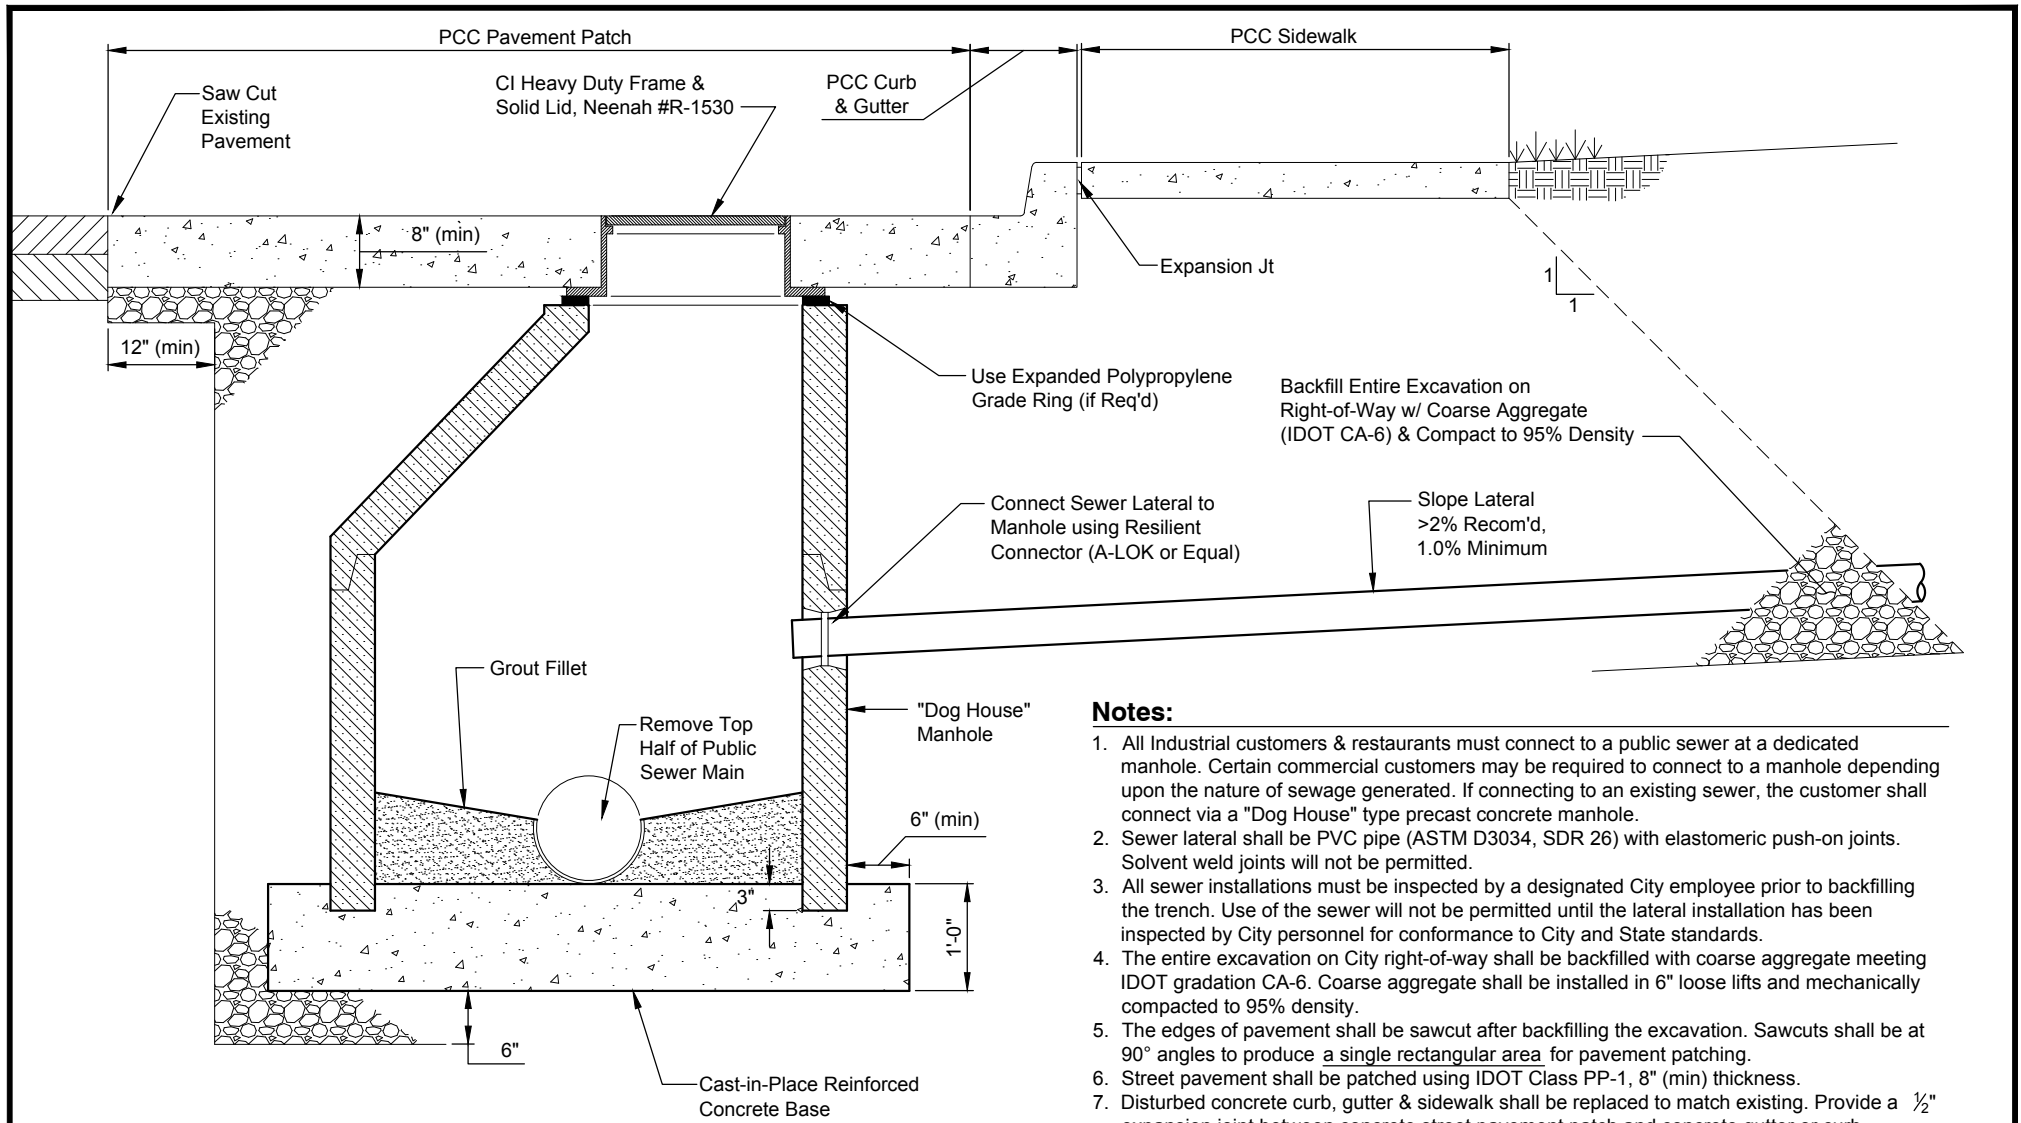 PCC Pavement Patch
PCC Sidewalk
Saw Cut
Existing
Pavement
CI Heavy Duty Frame &
Solid Lid, Neenah #R-1530
PCC Curb
& Gutter
8" (min)
Expansion Jt
1
1
12" (min)
Use Expanded Polypropylene
Grade Ring (if Req'd)
Backfill Entire Excavation on
Right-of-Way w/ Coarse Aggregate
(IDOT CA-6) & Compact to 95% Density
Connect Sewer Lateral to
Manhole using Resilient
Connector (A-LOK or Equal)
Slope Lateral
>2% Recom'd,
1.0% Minimum
Grout Fillet
Remove Top
Half of Public
Sewer Main
"Dog House"
Manhole
6" (min)
3"
1'-0"
6"
Cast-in-Place Reinforced
Concrete Base
Notes:
1. All Industrial customers & restaurants must connect to a public sewer at a dedicated
manhole. Certain commercial customers may be required to connect to a manhole depending
upon the nature of sewage generated. If connecting to an existing sewer, the customer shall
connect via a "Dog House" type precast concrete manhole.
2. Sewer lateral shall be PVC pipe (ASTM D3034, SDR 26) with elastomeric push-on joints.
Solvent weld joints will not be permitted.
3. All sewer installations must be inspected by a designated City employee prior to backfilling
the trench. Use of the sewer will not be permitted until the lateral installation has been
inspected by City personnel for conformance to City and State standards.
4. The entire excavation on City right-of-way shall be backfilled with coarse aggregate meeting
IDOT gradation CA-6. Coarse aggregate shall be installed in 6" loose lifts and mechanically
compacted to 95% density.
5. The edges of pavement shall be sawcut after backfilling the excavation. Sawcuts shall be at
90° angles to produce a single rectangular area for pavement patching.
6. Street pavement shall be patched using IDOT Class PP-1, 8" (min) thickness.
7. Disturbed concrete curb, gutter & sidewalk shall be replaced to match existing. Provide a ½"
expansion joint between concrete street pavement patch and concrete gutter or curb